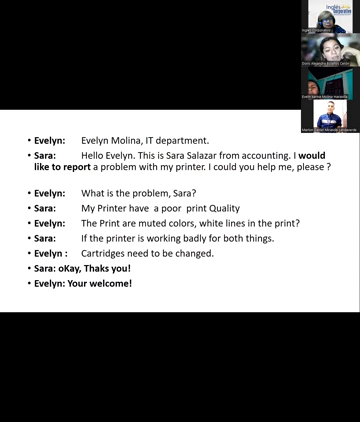 Inglés
Corporativo
• Evelyn: Evelyn Molina, IT department.
• Sara: Hello Evelyn. This is Sara Salazar from accounting. I would
like to report a problem with my printer. I could you help me, please ?
• Evelyn: What is the problem, Sara?
• Sara: My Printer have a poor print Quality
• Evelyn: The Print are muted colors, white lines in the print?
• Sara: If the printer is working badly for both things.
• Evelyn : Cartridges need to be changed.
• Sara: oKay, Thaks you!
• Evelyn: Your welcome!